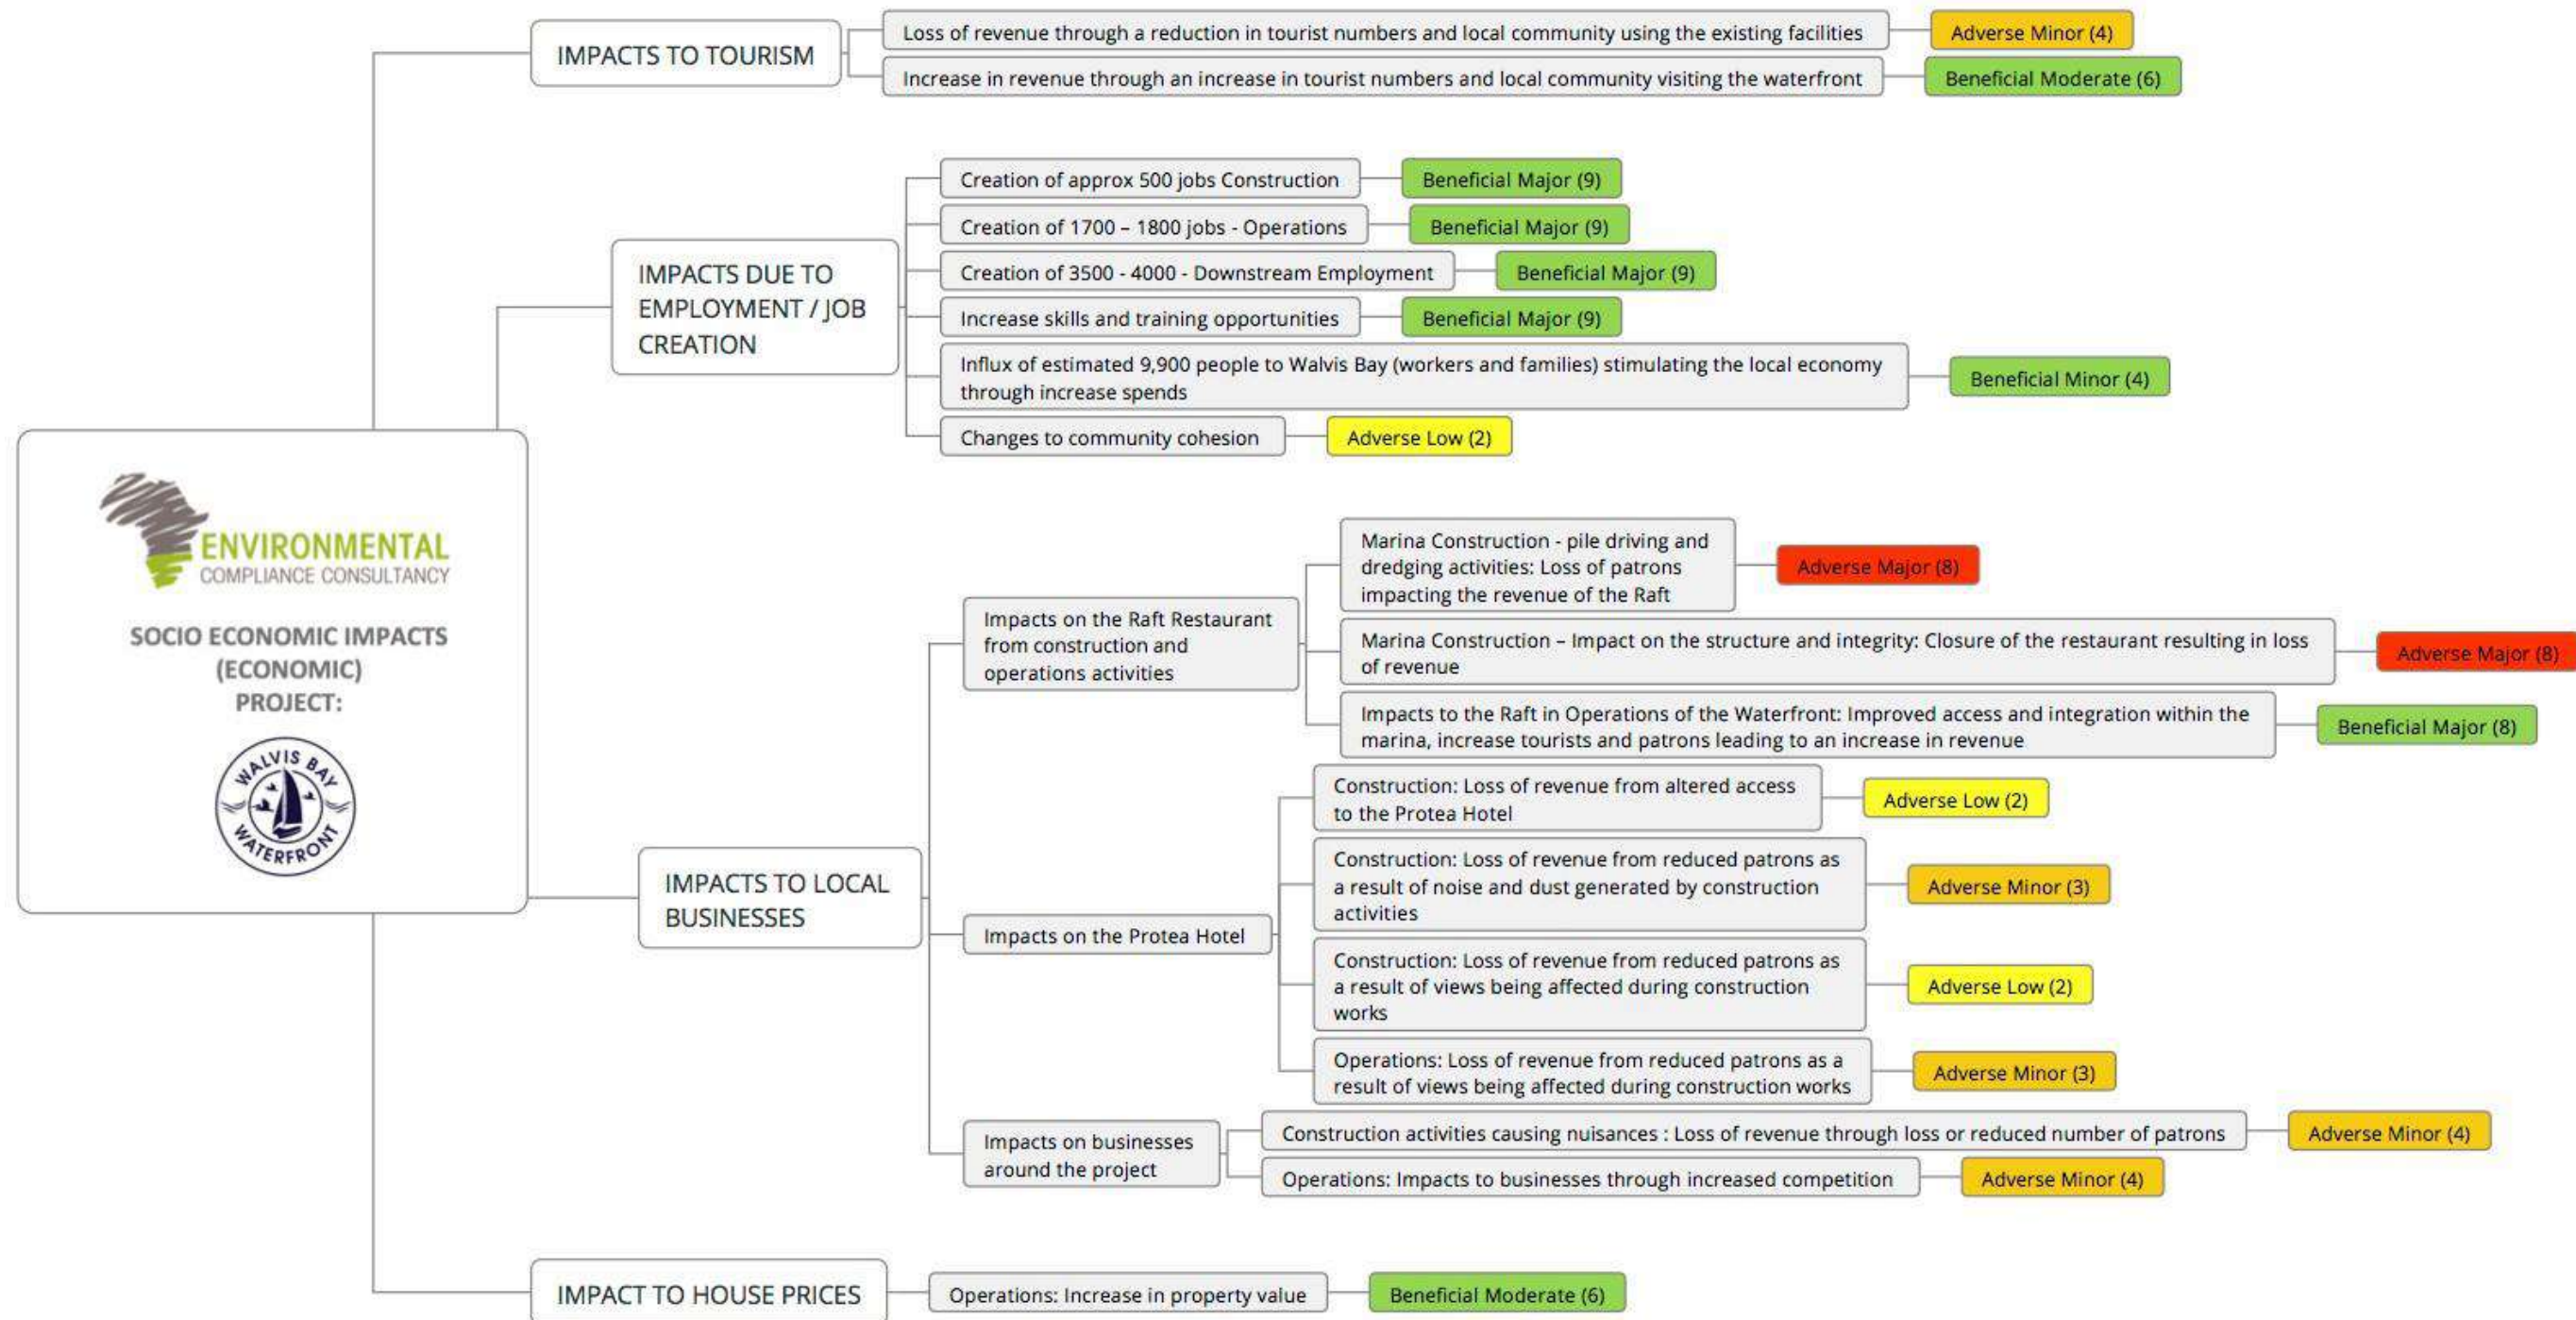 IMPACTS TO TOURISM
Loss of revenue through a reduction in tourist numbers and local community using the existing facilities
Adverse Minor (4)
Increase in revenue through an increase in tourist numbers and local community visiting the waterfront
Beneficial Moderate (6)
IMPACTS DUE TO
EMPLOYMENT / JOB
CREATION
Creation of approx 500 jobs Construction
Beneficial Major (9)
Creation of 1700 – 1800 jobs - Operations
Beneficial Major (9)
Creation of 3500 - 4000 - Downstream Employment
Beneficial Major (9)
Increase skills and training opportunities
Beneficial Major (9)
Influx of estimated 9,900 people to Walvis Bay (workers and families) stimulating the local economy
through increase spends
Beneficial Minor (4)
Changes to community cohesion
Adverse Low (2)
ENVIRONMENTAL
COMPLIANCE CONSULTANCY
SOCIO ECONOMIC IMPACTS
(ECONOMIC)
PROJECT:
WALVIS BAY
WATERFRONT
IMPACTS TO LOCAL
BUSINESSES
Impacts on the Raft Restaurant
from construction and
operations activities
Marina Construction - pile driving and
dredging activities: Loss of patrons
impacting the revenue of the Raft
Adverse Major (8)
Marina Construction – Impact on the structure and integrity: Closure of the restaurant resulting in loss
of revenue
Adverse Major (8)
Impacts to the Raft in Operations of the Waterfront: Improved access and integration within the
marina, increase tourists and patrons leading to an increase in revenue
Beneficial Major (8)
Impacts on the Protea Hotel
Construction: Loss of revenue from altered access
to the Protea Hotel
Adverse Low (2)
Construction: Loss of revenue from reduced patrons as
a result of noise and dust generated by construction
activities
Adverse Minor (3)
Construction: Loss of revenue from reduced patrons as
a result of views being affected during construction
works
Adverse Low (2)
Operations: Loss of revenue from reduced patrons as a
result of views being affected during construction works
Adverse Minor (3)
Impacts on businesses
around the project
Construction activities causing nuisances : Loss of revenue through loss or reduced number of patrons
Adverse Minor (4)
Operations: Impacts to businesses through increased competition
Adverse Minor (4)
IMPACT TO HOUSE PRICES
Operations: Increase in property value
Beneficial Moderate (6)